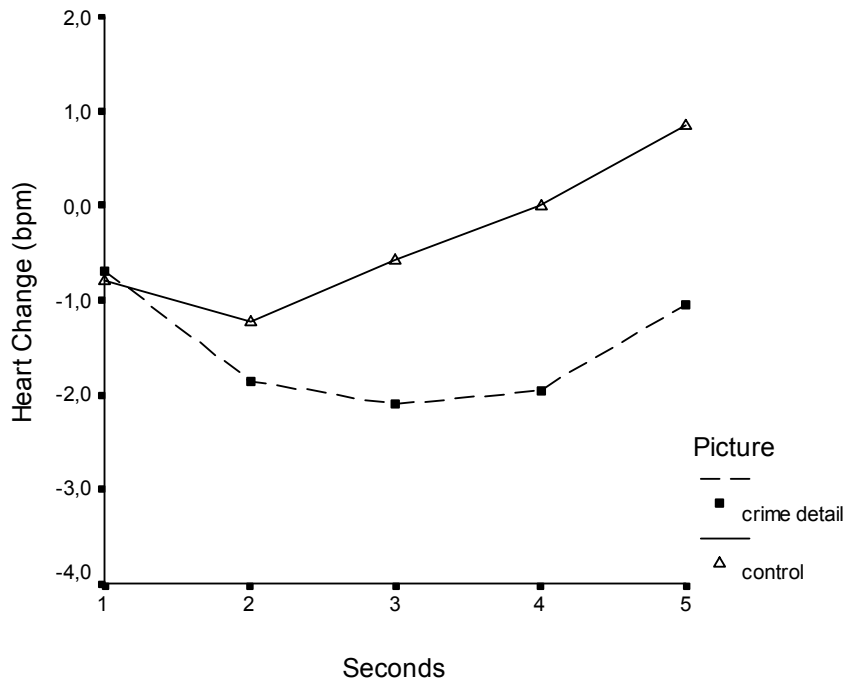 2,0
1,0
0,0
-1,0
-2,0
-3,0
-4,0
Heart Change (bpm)
1 2 3 4 5
Seconds
Picture
crime detail
control